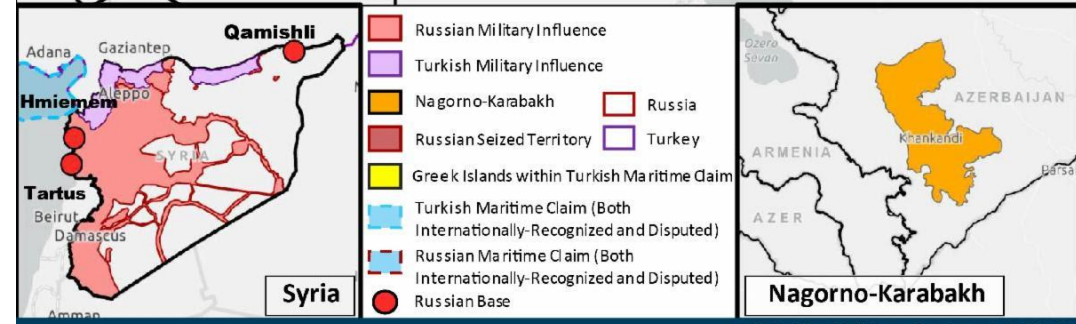 Qamishli
Adana
Gaziantep
Aleppo
Hmiemem
SYRIA
Tartus
Beirut
Damascus
Amman
Syria
Russian Military Influence
Turkish Military Influence
Nagorno-Karabakh
Russia
Russian Seized Territory
Turkey
Greek Islands within Turkish Maritime Claim
Turkish Maritime Claim (Both
Internationally-Recognized and Disputed)
Russian Maritime Claim (Both
Internationally-Recognized and Disputed)
Russian Base
Ozero
Sevan
AZERBAIJAN
Khankandi
ARMENIA
Parsa
AZER
Nagorno-Karabakh